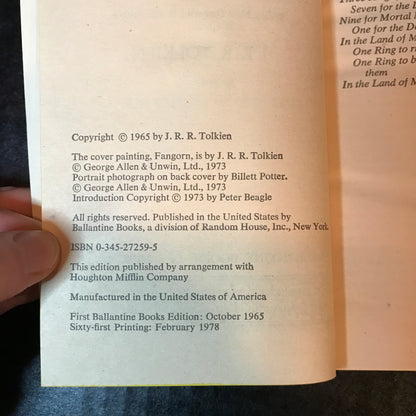 Copyright © 1965 by J. R. R. Tolkien
The cover painting, Fangorn, is by J. R. R. Tolkien
© George Allen & Unwin, Ltd., 1973
Portrait photograph on back cover by Billett Potter.
© George Allen & Unwin, Ltd., 1973
Introduction Copyright © 1973 by Peter Beagle
All rights reserved. Published in the United States by
Ballantine Books, a division of Random House, Inc., New York.
ISBN 0-345-27259-5
This edition published by arrangement with
Houghton Mifflin Company
Manufactured in the United States of America
First Ballantine Books Edition: October 1965
Sixty-first Printing: February 1978
Seven for the
Nine for Mortal
One for the
In the Land of
One Ring to
One Ring to
them
In the Land of